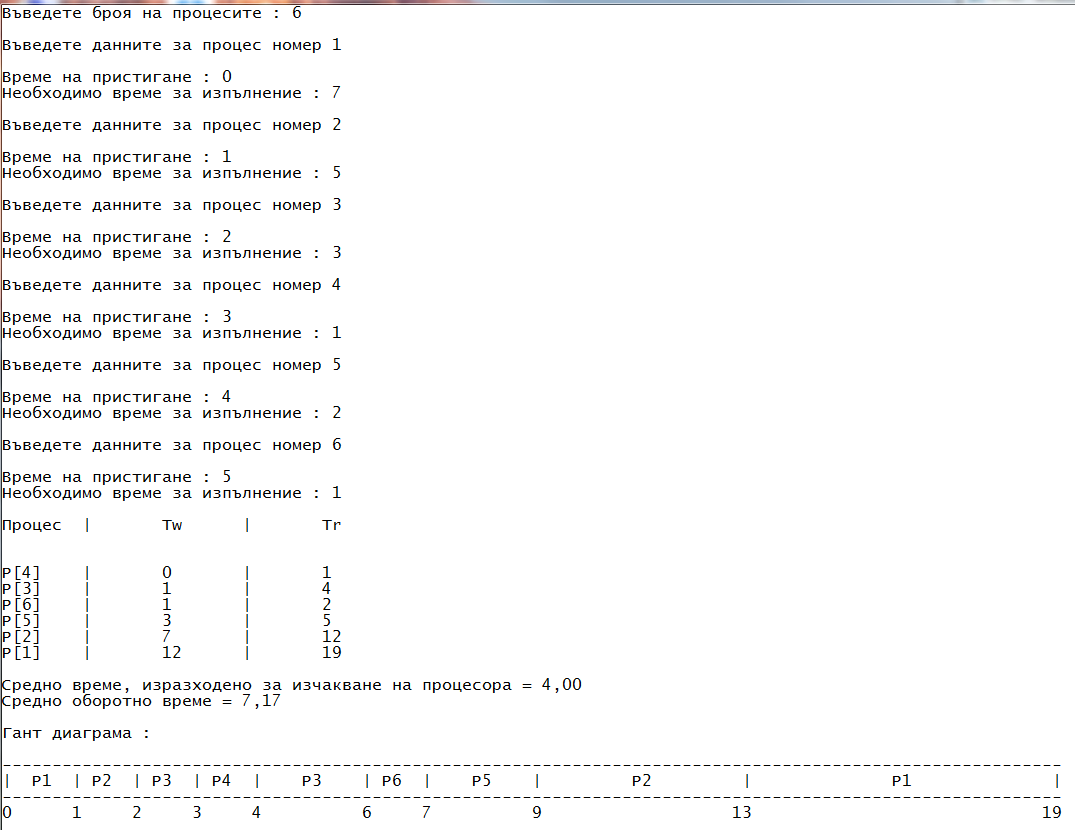 Въведете броя на процесите : 6
Въведете данните за процес номер 1
Време на пристигане : 0
Необходимо време за изпълнение : 7
Въведете данните за процес номер 2
Време на пристигане : 1
Необходимо време за изпълнение : 5
Въведете данните за процес номер 3
Време на пристигане : 2
Необходимо време за изпълнение : 3
Въведете данните за процес номер 4
Време на пристигане : 3
Необходимо време за изпълнение : 1
Въведете данните за процес номер 5
Време на пристигане : 4
Необходимо време за изпълнение : 2
Въведете данните за процес номер 6
Време на пристигане : 5
Необходимо време за изпълнение : 1
Процес | Tw | Tr
P[4] | 0 | 1
P[3] | 1 | 4
P[6] | 1 | 2
P[5] | 3 | 5
P[2] | 7 | 12
P[1] | 12 | 19
Средно време, изразходено за изчакване на процесора = 4,00
Средно оборотно време = 7,17
Гант диаграма :
| P1 | P2 | P3 | P4 | P3 | P6 | P5 | P2 | P1 |
0 1 2 3 4 6 7 9 13 19